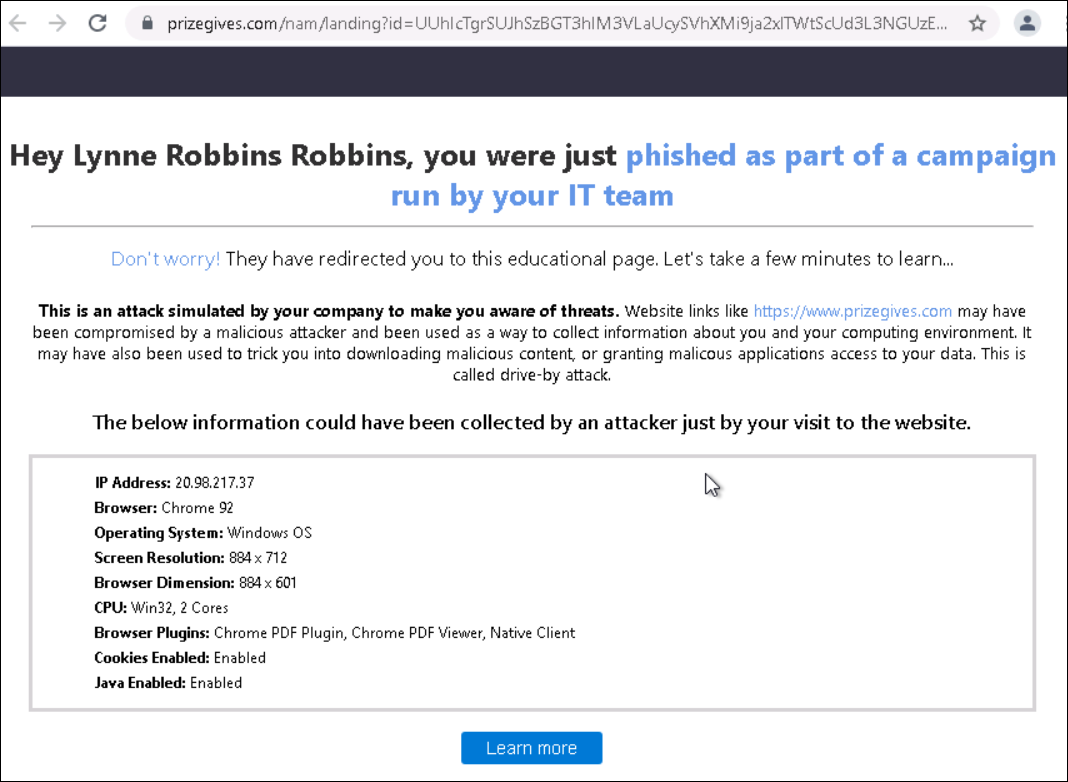 prizegives.com/nam/landing?id=UUhIcTgrSUJhSzBGT3hIM3VLaUcySVhXMi9ja2xITWtScUd3L3NGUzE...
Hey Lynne Robbins Robbins, you were just phished as part of a campaign
run by your IT team
Don't worry! They have redirected you to this educational page. Let's take a few minutes to learn...
This is an attack simulated by your company to make you aware of threats. Website links like https://www.prizegives.com may have
been compromised by a malicious attacker and been used as a way to collect information about you and your computing environment. It
may have also been used to trick you into downloading malicious content, or granting malicous applications access to your data. This is
called drive-by attack.
The below information could have been collected by an attacker just by your visit to the website.
IP Address: 20.98.217.37
Browser: Chrome 92
Operating System: Windows OS
Screen Resolution: 884 x 712
Browser Dimension: 884 x 601
CPU: Win32, 2 Cores
Browser Plugins: Chrome PDF Plugin, Chrome PDF Viewer, Native Client
Cookies Enabled: Enabled
Java Enabled: Enabled
Learn more